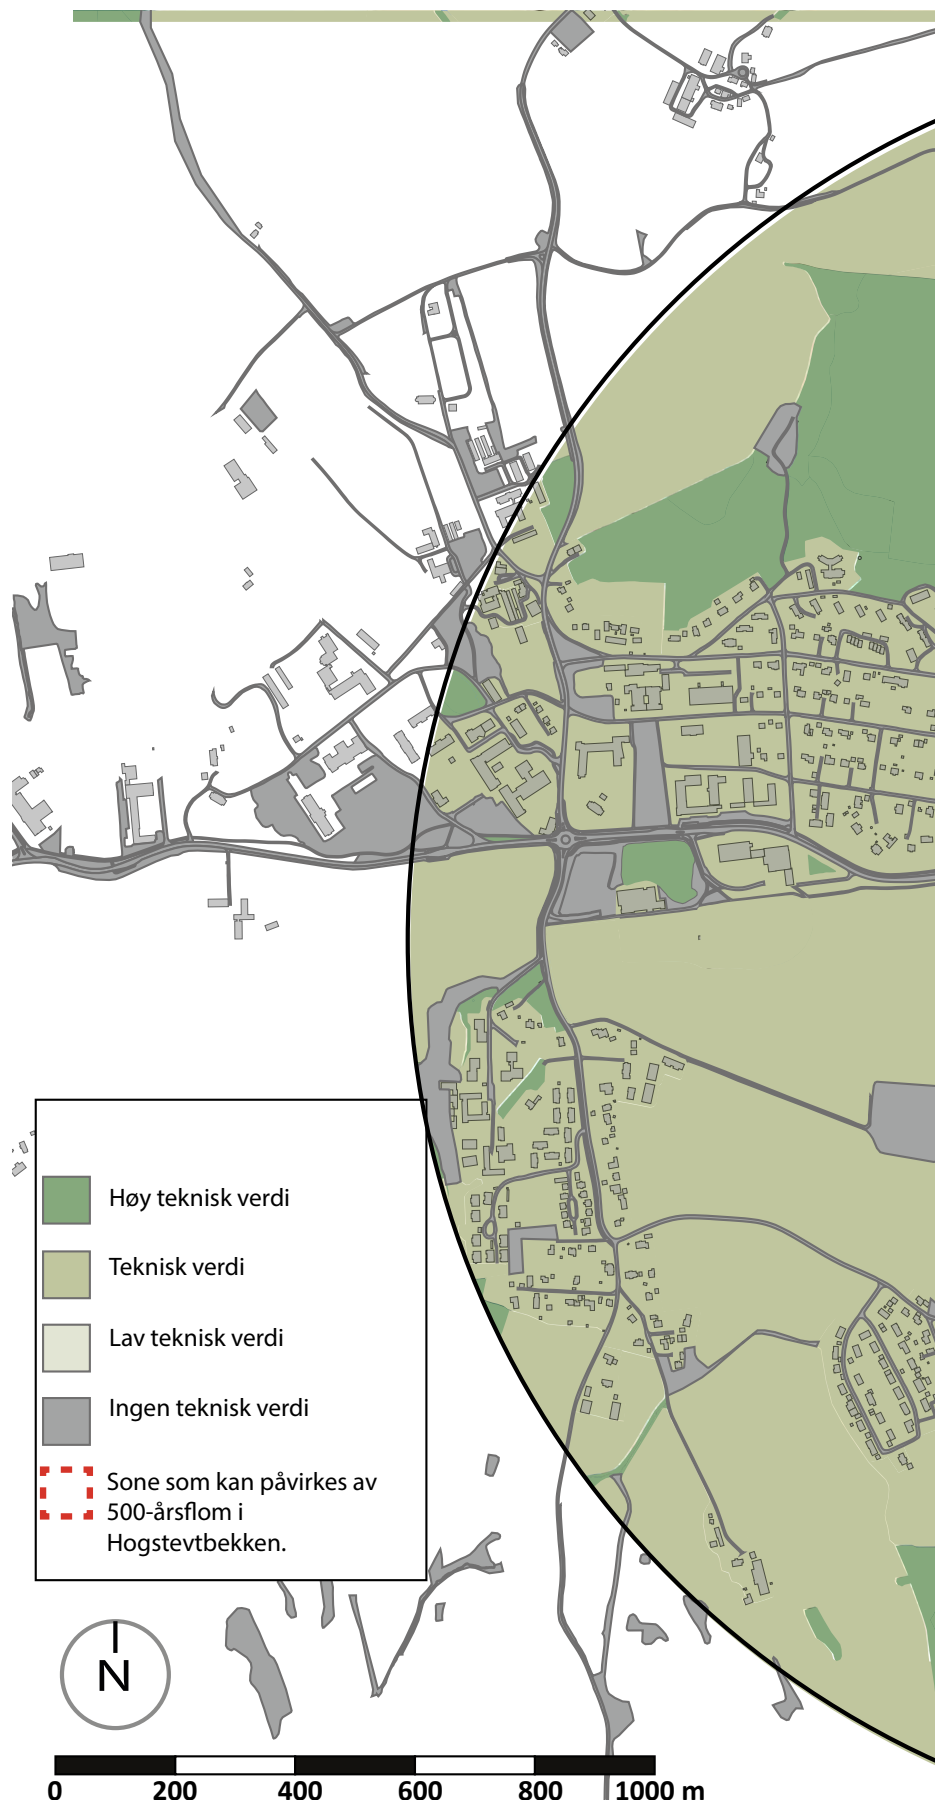 Høy teknisk verdi
Teknisk verdi
Lav teknisk verdi
Ingen teknisk verdi
Sone som kan påvirkes av
500-årsflom i
Hogstevtbekken.
N
0 200 400 600 800 1000 m